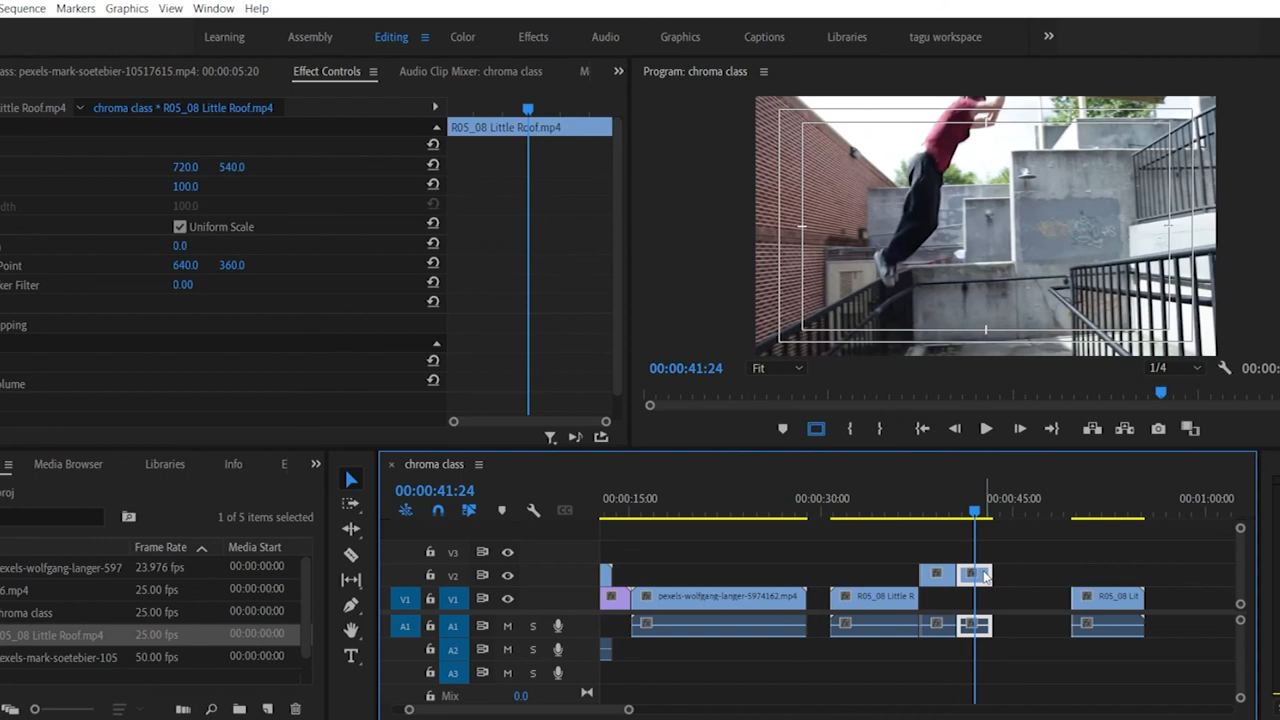 Sequence Markers Graphics View Window Help
Learning Assembly Editing Color Effects Audio Graphics Captions Libraries tagu workspace
ass: pexels-mark-soetebier-10517615.mp4: 00:00:05:20 Effect Controls Audio Clip Mixer: chroma class M Program: chroma class
ittle Roof.mp4 chroma class * R05_08 Little Roof.mp4
R05_08 Little Roof.mp4
720.0 540.0
100.0
idth 100.0
Uniform Scale
0.0
Point 640.0 360.0
ker Filter 0.00
pping
olume
00:00:41:24 Fit 1/4 00:00:
Media Browser Libraries Info E chroma class
roj 00:00:41:24 00:00:15:00 00:00:30:00 00:00:45:00 00:01:00:00
1 of 5 items selected
Frame Rate Media Start
exels-wolfgang-langer-597 23.976 fps 00:00:00:00
6.mp4 25.00 fps 00:00:00:00
roma class 25.00 fps 00:00:00:00
05_08 Little Roof.mp4 25.00 fps 00:00:00:00
exels-mark-soetebier-105 50.00 fps 00:00:00:00
V3
V2
V1 V1 fx pexels-wolfgang-langer-5974162.mp4 R05_08 Little R R05_08 Lit
A1 A1 M S
A2 M S
A3 M S
Mix 0.0